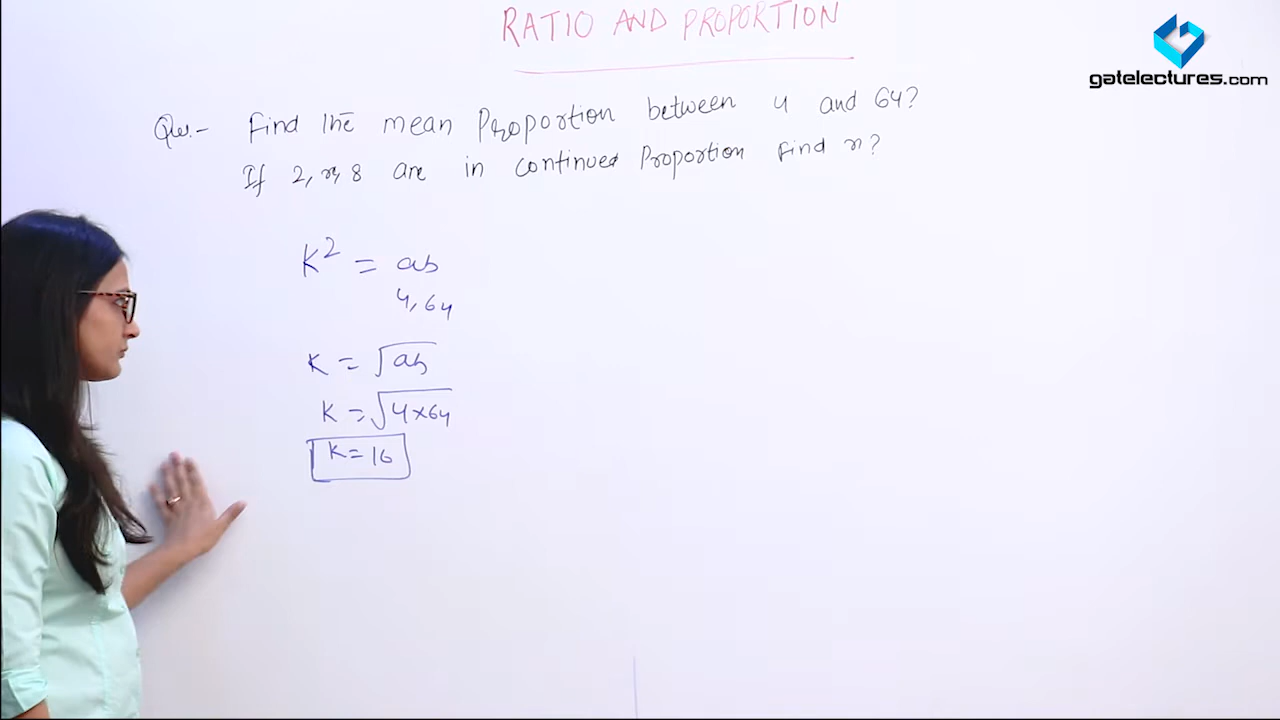 RATIO AND PROPORTION
gatelectures.com
Que.- Find the mean Proportion between 4 and 64?
If 2, x, 8 are in continued Proportion find x?
K² = ab
4, 64
K = √ab
K = √4×64
K = 16